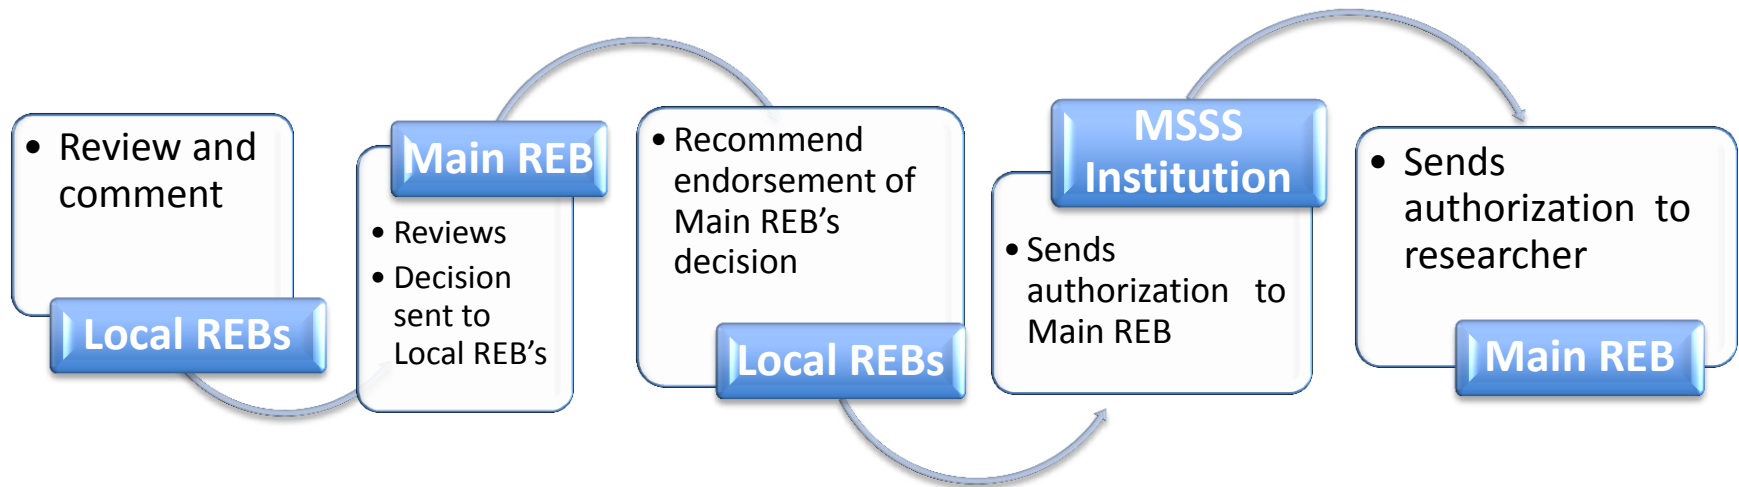 • Review and
comment
Local REBs
Main REB
• Reviews
• Decision
sent to
Local REB’s
• Recommend
endorsement of
Main REB’s
decision
Local REBs
MSSS
Institution
• Sends
authorization to
Main REB
• Sends
authorization to
researcher
Main REB